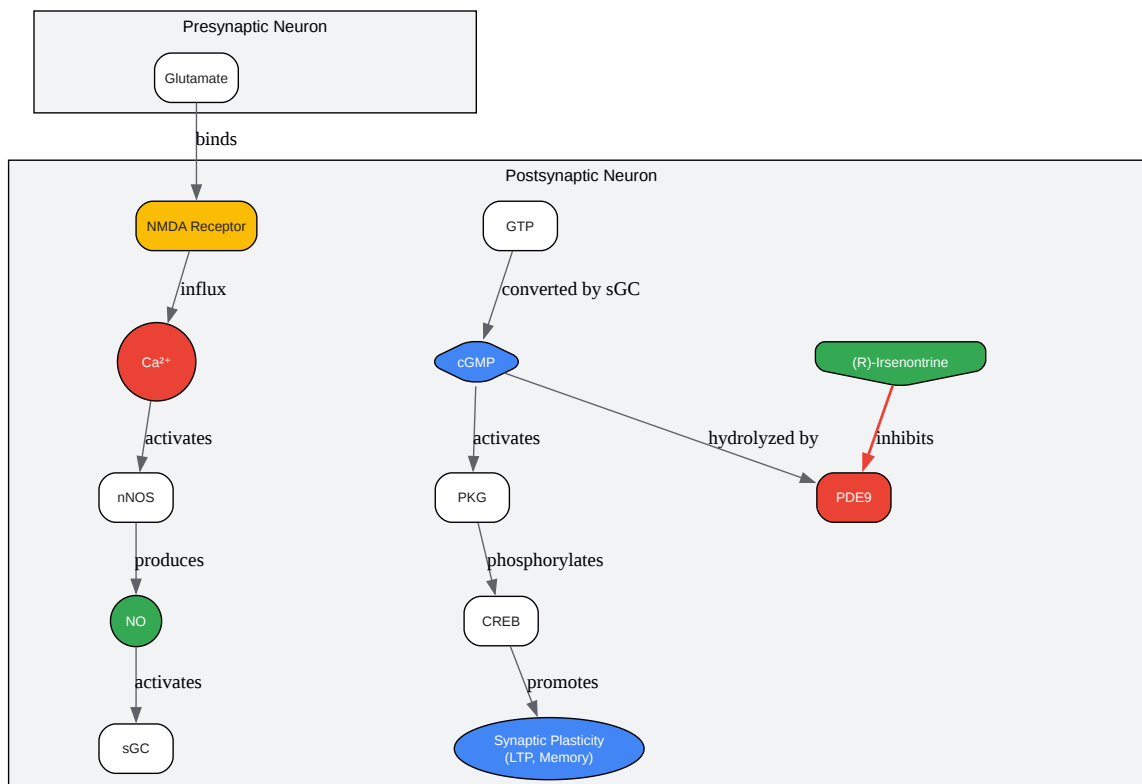 Presynaptic Neuron
Glutamate
binds
Postsynaptic Neuron
NMDA Receptor
GTP
influx
converted by sGC
Ca²⁺
cGMP
(R)-Irsenontrine
activates
activates
hydrolyzed by
inhibits
nNOS
PKG
PDE9
produces
phosphorylates
NO
CREB
activates
promotes
sGC
Synaptic Plasticity
(LTP, Memory)